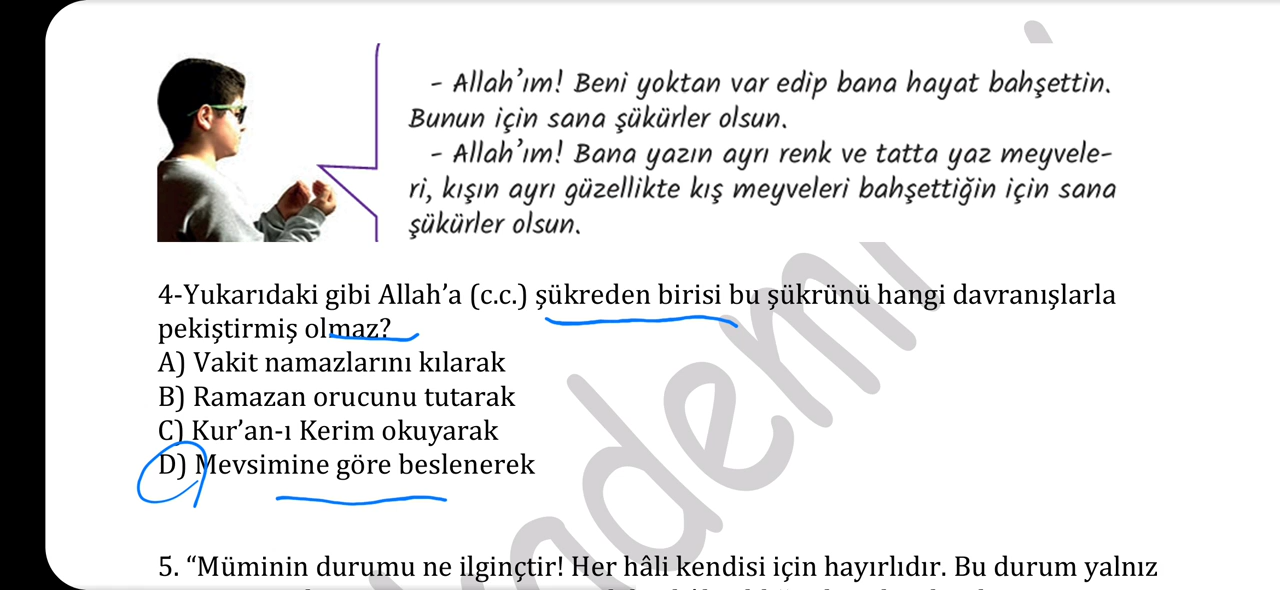 - Allah'ım! Beni yoktan var edip bana hayat bahşettin.
Bunun için sana şükürler olsun.
- Allah'ım! Bana yazın ayrı renk ve tatta yaz meyvele-
ri, kışın ayrı güzellikte kış meyveleri bahşettiğin için sana
şükürler olsun.
4-Yukarıdaki gibi Allah'a (c.c.) şükreden birisi bu şükrünü hangi davranışlarla
pekiştirmiş olmaz?
A) Vakit namazlarını kılarak
B) Ramazan orucunu tutarak
C) Kur'an-ı Kerim okuyarak
D) Mevsimine göre beslenerek
5. “Müminin durumu ne ilginçtir! Her hâli kendisi için hayırlıdır. Bu durum yalnız